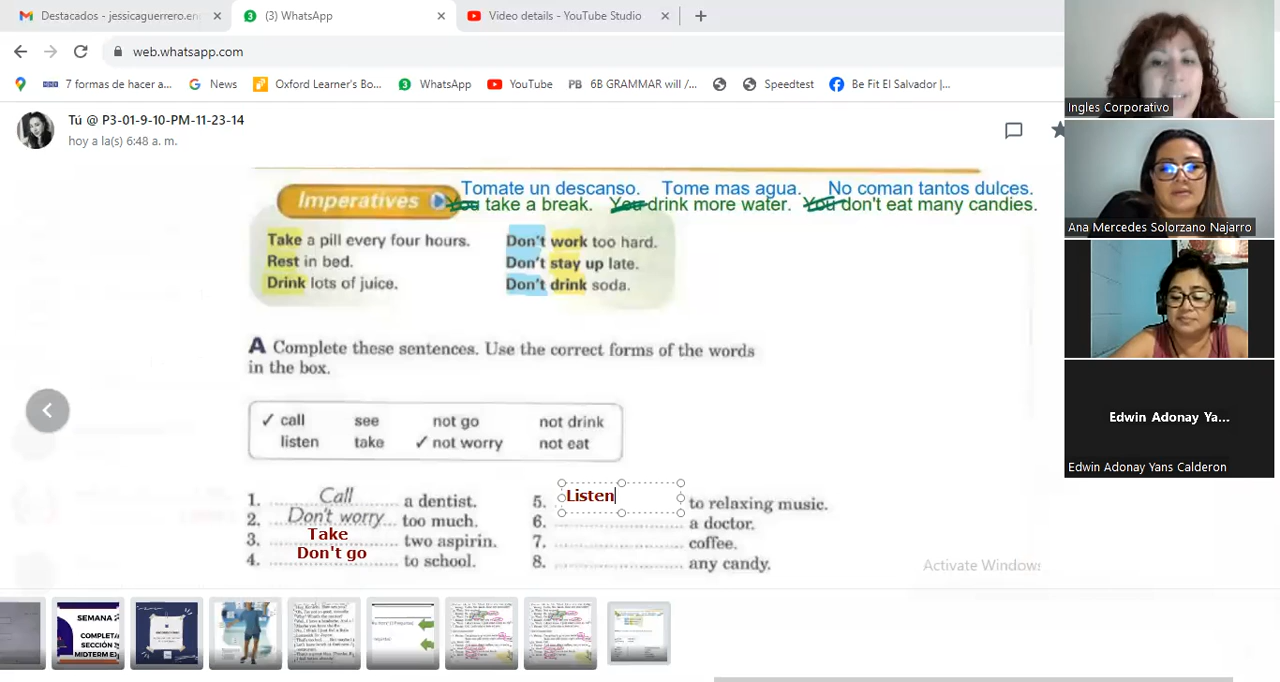 Destacados - jessicaguerrero.en
(3) WhatsApp
Video details - YouTube Studio
web.whatsapp.com
7 formas de hacer a...
News
Oxford Learner's Bo...
WhatsApp
YouTube
PB 6B GRAMMAR will /...
Speedtest
Be Fit El Salvador |...
Tú @ P3-01-9-10-PM-11-23-14
hoy a la(s) 6:48 a. m.
Ingles Corporativo
Ana Mercedes Solorzano Najarro
Edwin Adonay Ya...
Edwin Adonay Yans Calderon
Tomate un descanso. Tome mas agua. No coman tantos dulces.
Imperatives
You take a break. You drink more water. You don't eat many candies.
Take a pill every four hours.
Rest in bed.
Drink lots of juice.
Don't work too hard.
Don't stay up late.
Don't drink soda.
A Complete these sentences. Use the correct forms of the words
in the box.
✓ call see not go not drink
listen take ✓ not worry not eat
1. Call a dentist.
2. Don't worry too much.
3. Take two aspirin.
4. Don't go to school.
5. Listen to relaxing music.
6. a doctor.
7. coffee.
8. any candy.
Activate Windows
SEMANA
COMPLETA
SECCIÓN
MIDTERM E